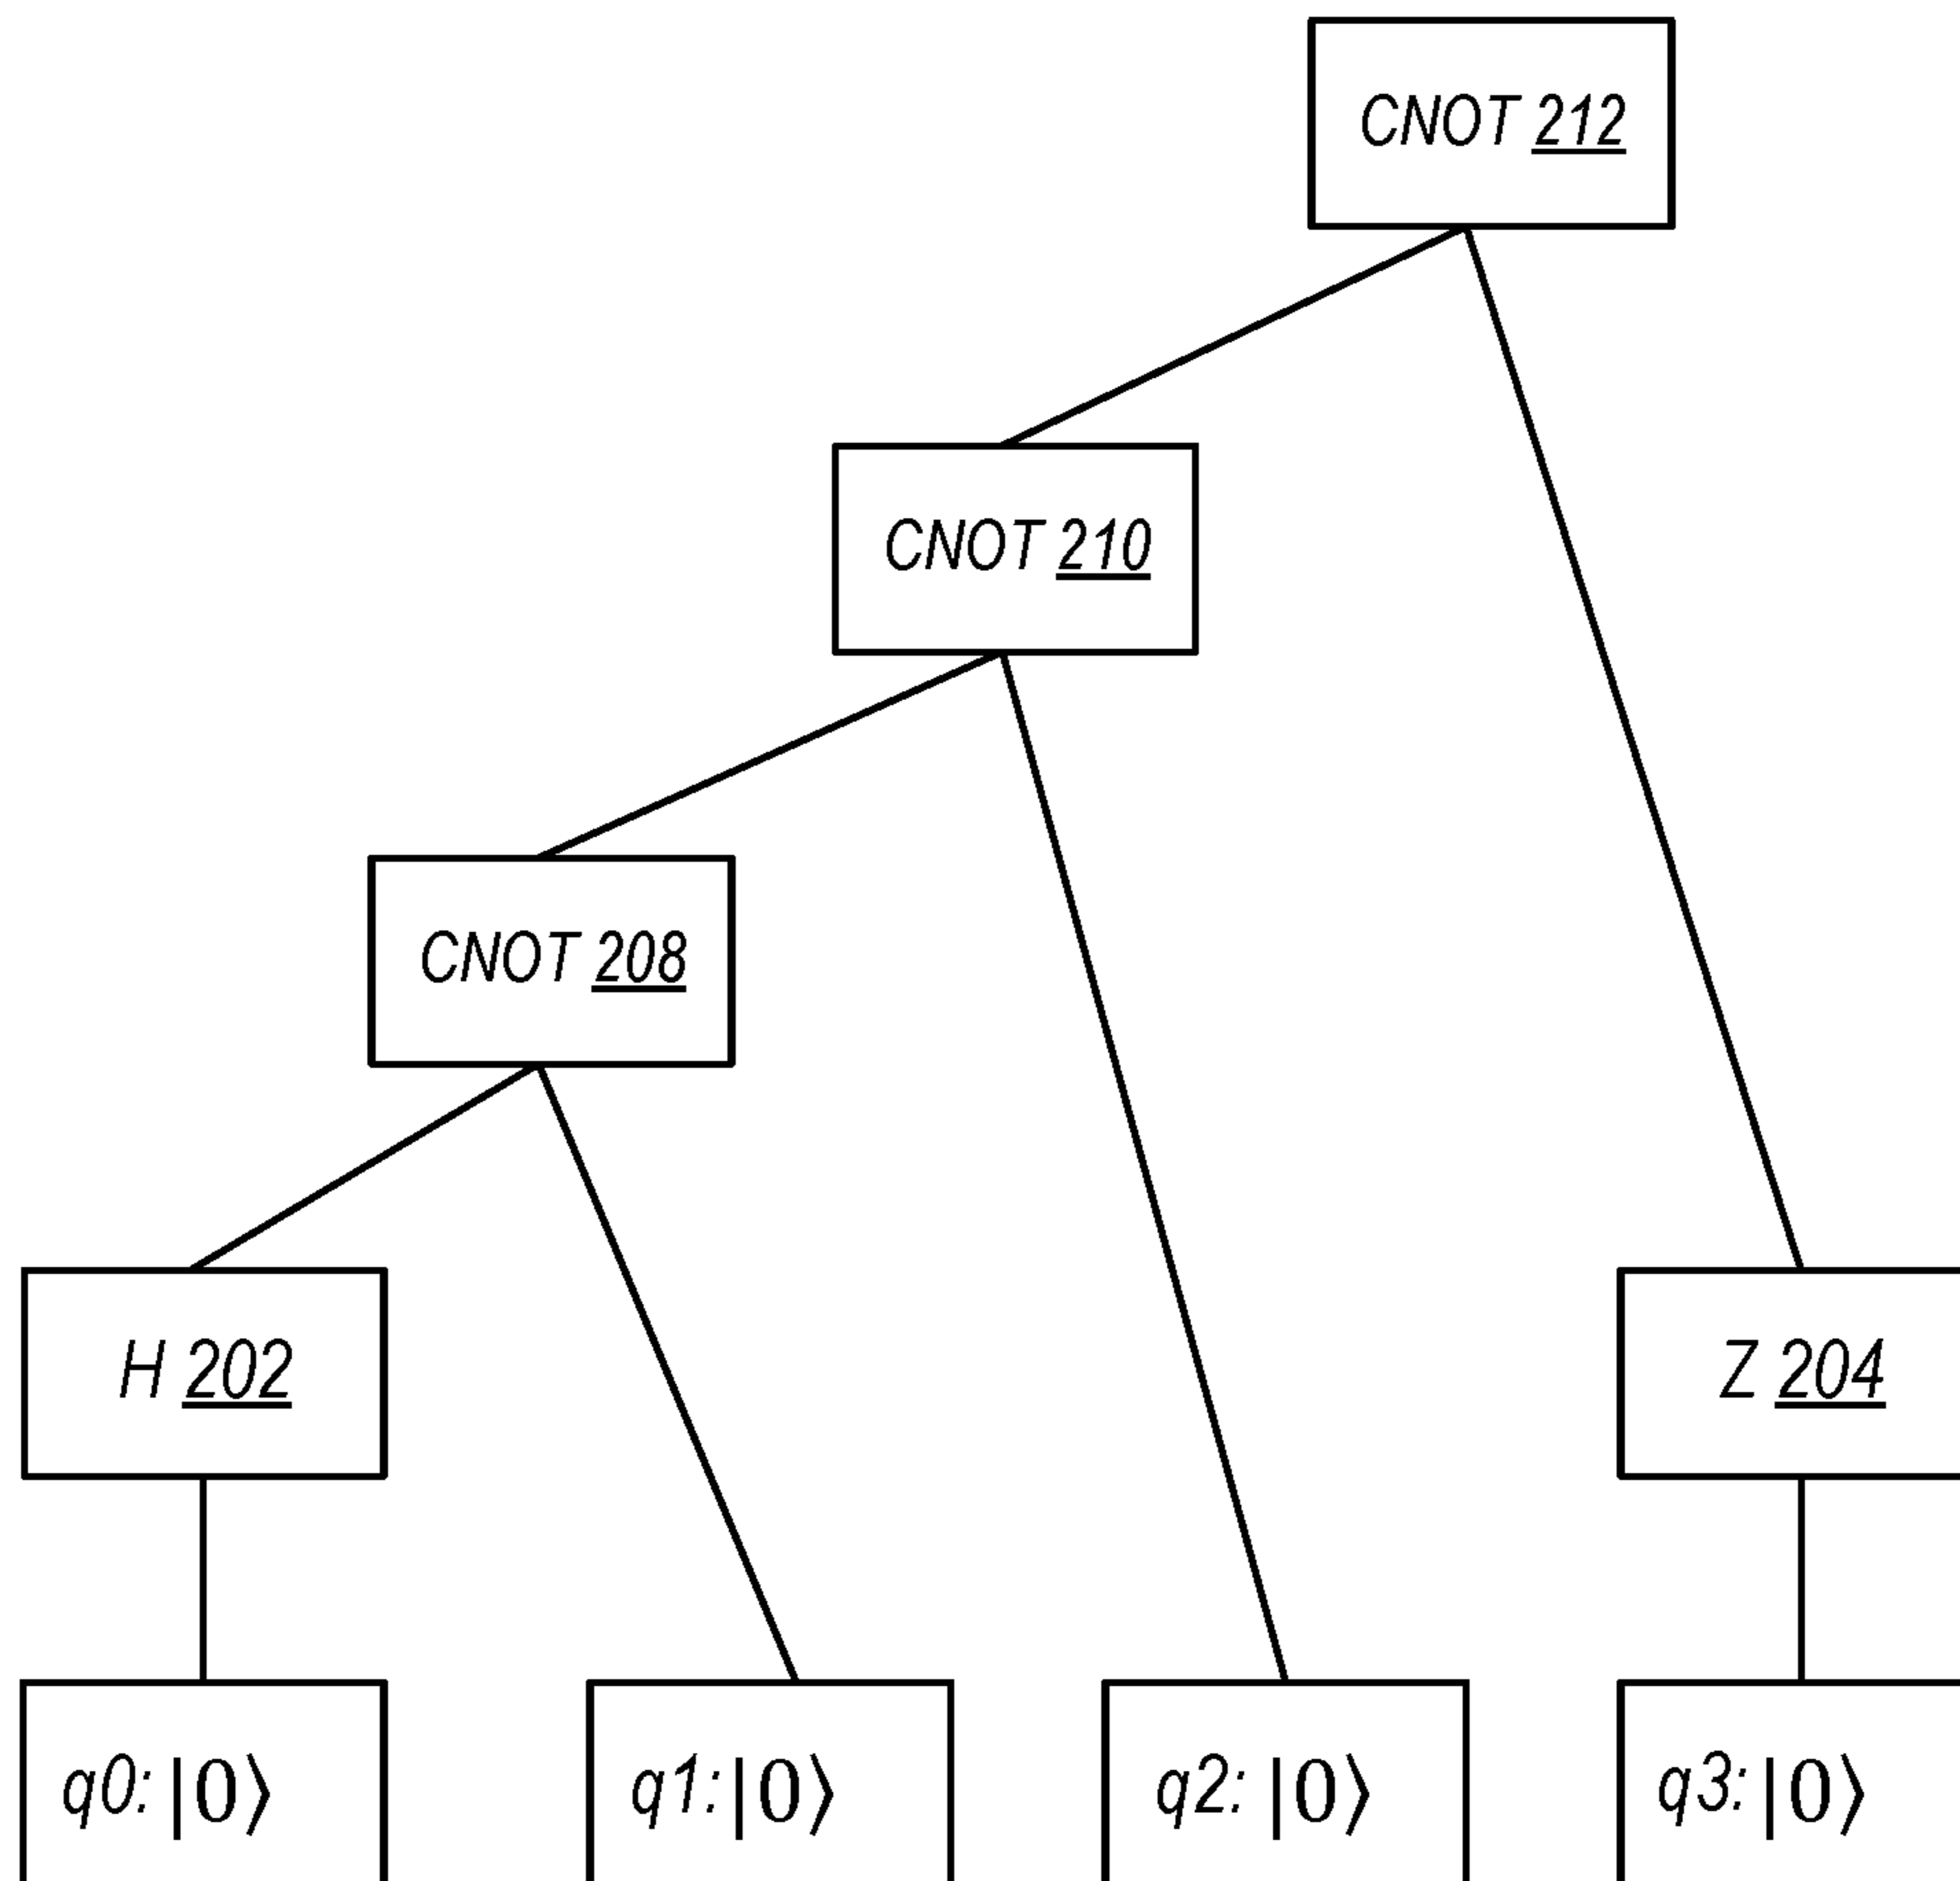 CNOT 212
CNOT 210
CNOT 208
H 202
Z 204
q0: |0⟩
q1: |0⟩
q2: |0⟩
q3: |0⟩